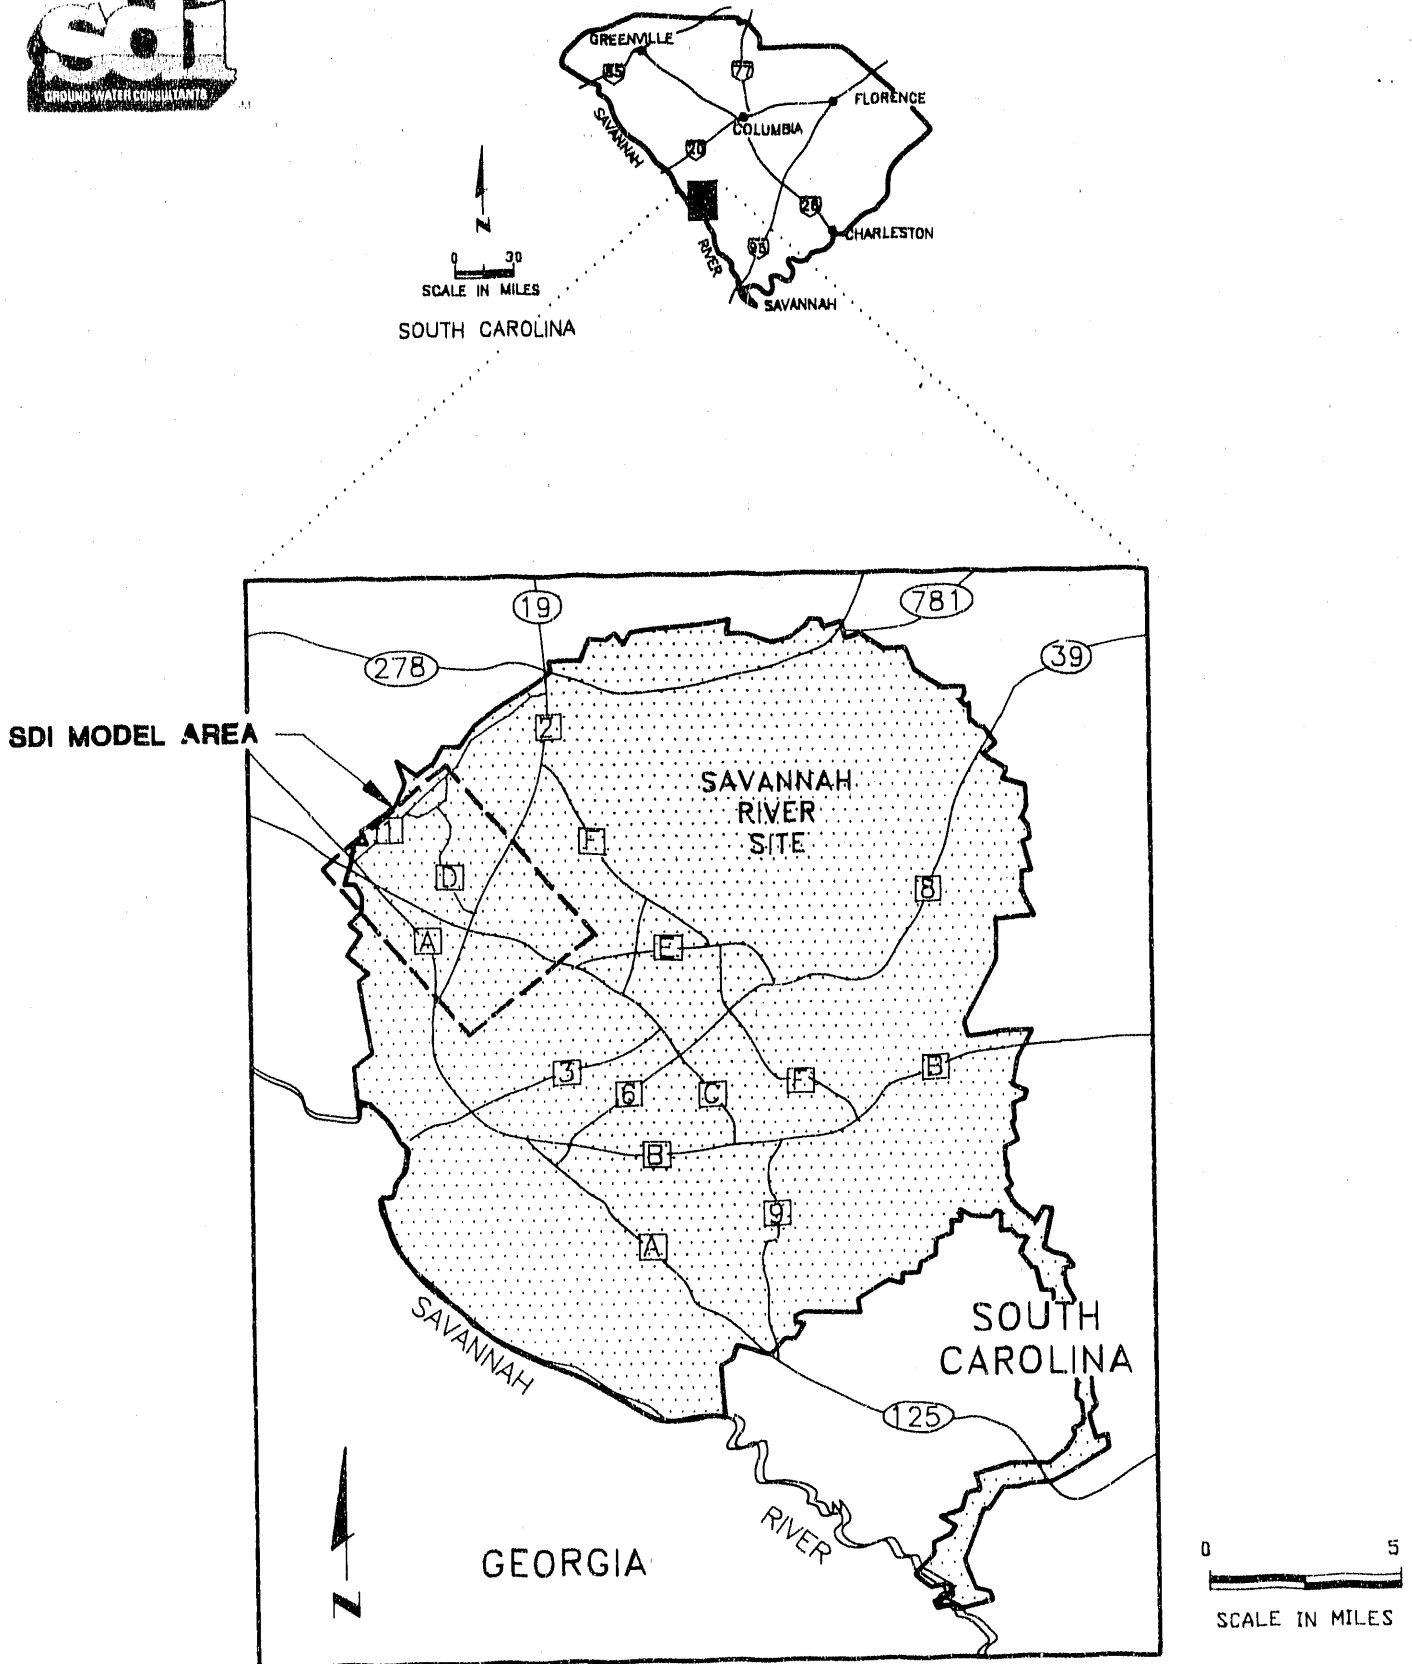 sdi
GROUND-WATER CONSULTANTS
GREENVILLE
85
77
FLORENCE
COLUMBIA
SAVANNAH
20
26
CHARLESTON
95
RIVER
SAVANNAH
N
0 30
SCALE IN MILES
SOUTH CAROLINA
19
781
278
39
SDI MODEL AREA
2
SAVANNAH
RIVER
SITE
1
F
D
8
A
E
3
6
C
F
B
B
9
A
SAVANNAH
SOUTH
CAROLINA
125
RIVER
GEORGIA
N
0 5
SCALE IN MILES